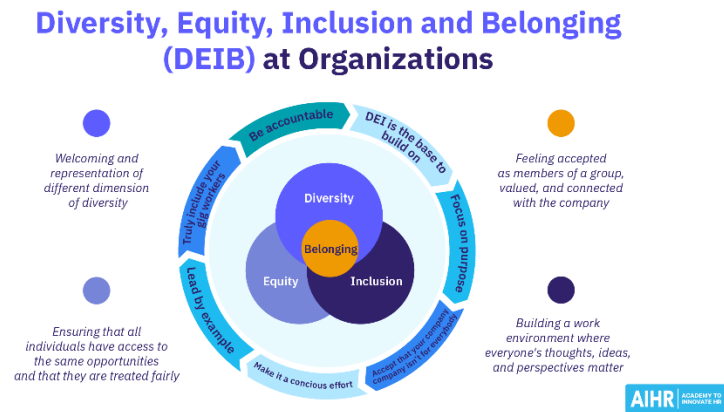 Diversity, Equity, Inclusion and Belonging
(DEIB) at Organizations
Welcoming and
representation of
different dimension
of diversity
Ensuring that all
individuals have access to
the same opportunities
and that they are treated fairly
Be accountable
DEI is the base to
build on
Focus on purpose
Accept that your company
company isn't for everybody
Make it a concious effort
Lead by example
Truly include your
gig workers
Diversity
Belonging
Equity
Inclusion
Feeling accepted
as members of a group,
valued, and connected
with the company
Building a work
environment where
everyone's thoughts, ideas,
and perspectives matter
AIHR
ACADEMY TO
INNOVATE HR